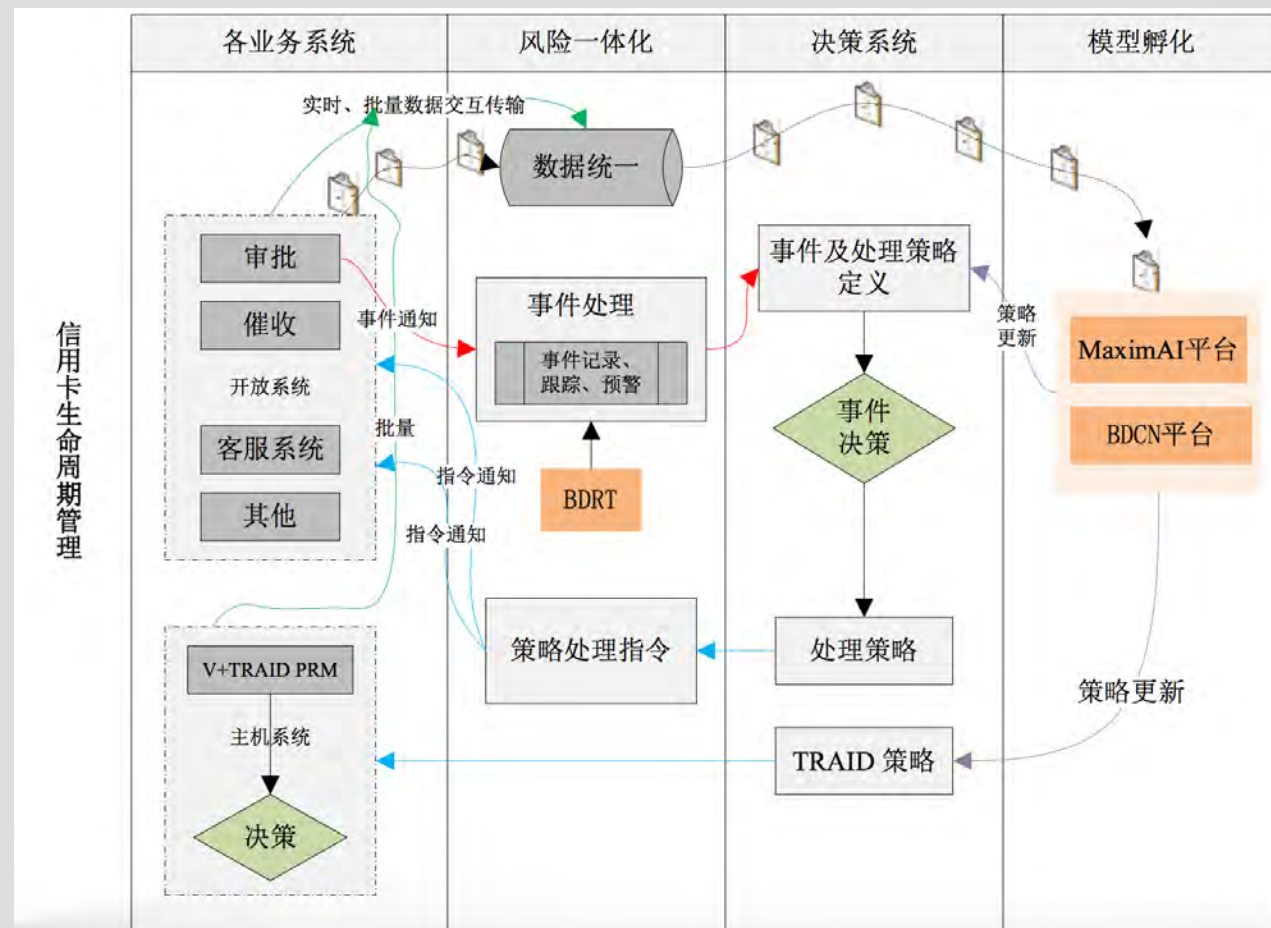 各业务系统
风险一体化
决策系统
模型孵化
信用卡生命周期管理
实时、批量数据交互传输
数据统一
审批
催收
开放系统
客服系统
其他
事件通知
批量
指令通知
指令通知
事件处理
事件记录、
跟踪、预警
BDRT
事件及处理策略
定义
事件
决策
策略
更新
MaximAI平台
BDCN平台
策略处理指令
处理策略
策略更新
V+TRAID PRM
主机系统
决策
TRAID 策略